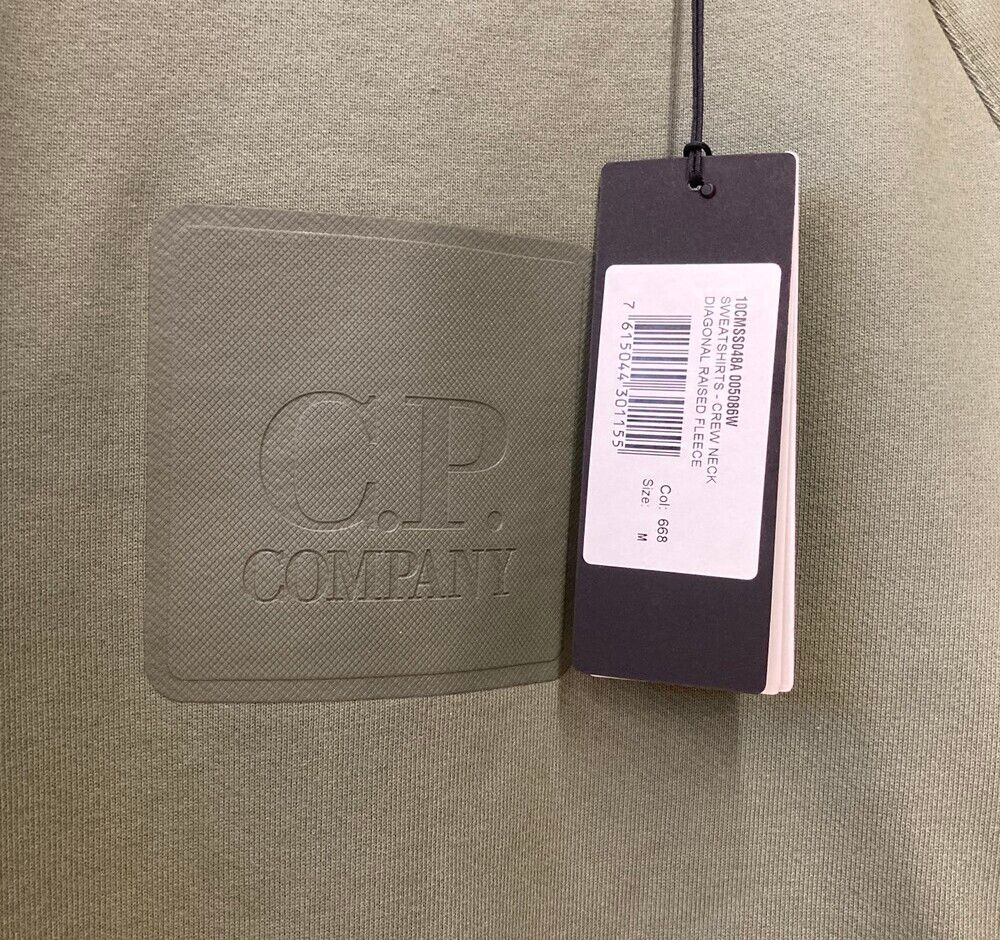 C.P.
COMPANY
10CMSS048A 005086W
SWEATSHIRTS - CREW NECK
DIAGONAL RAISED FLEECE
7 615044 301155
Col: 668
Size: M